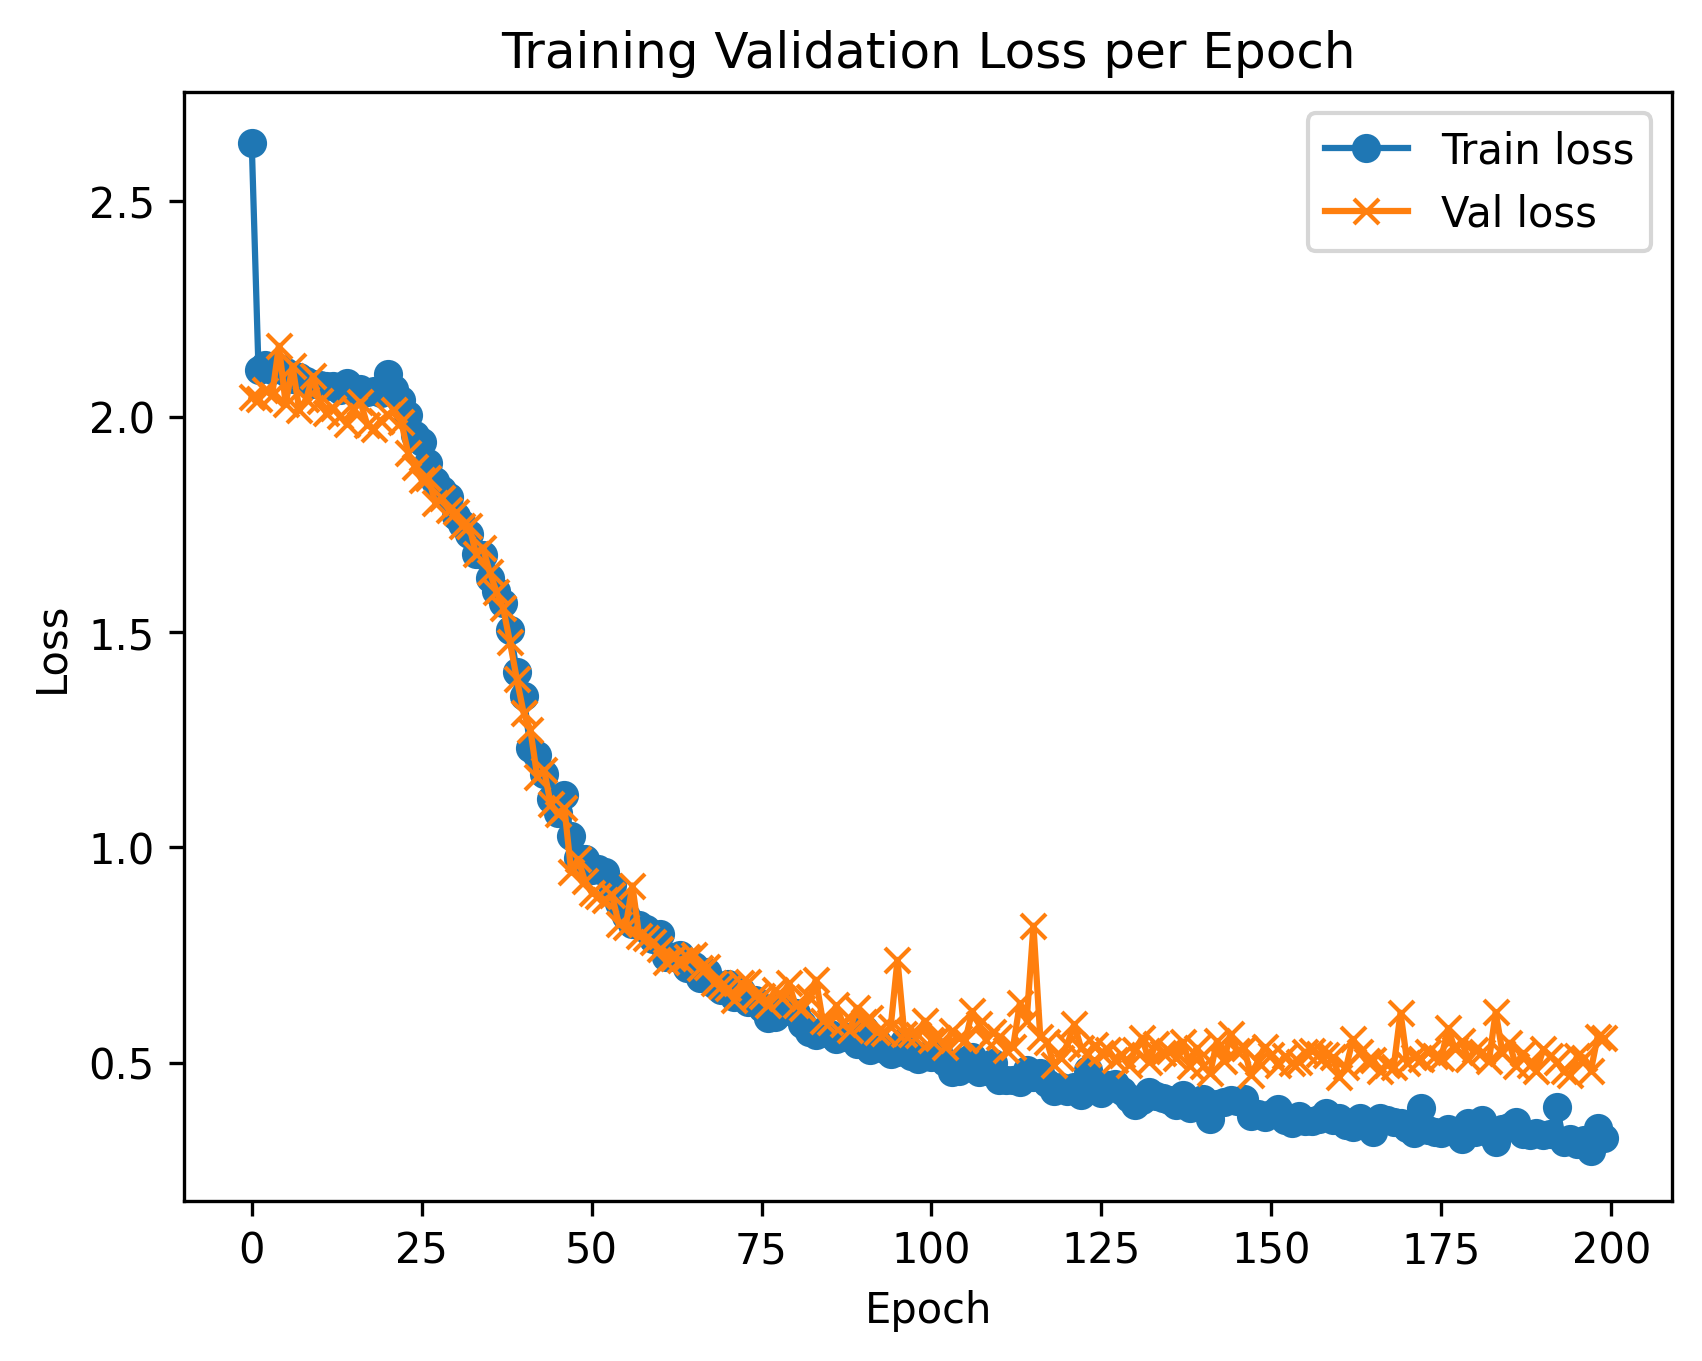 Training Validation Loss per Epoch
Train loss
Val loss
2.5
2.0
1.5
1.0
0.5
Loss
0 25 50 75 100 125 150 175 200
Epoch